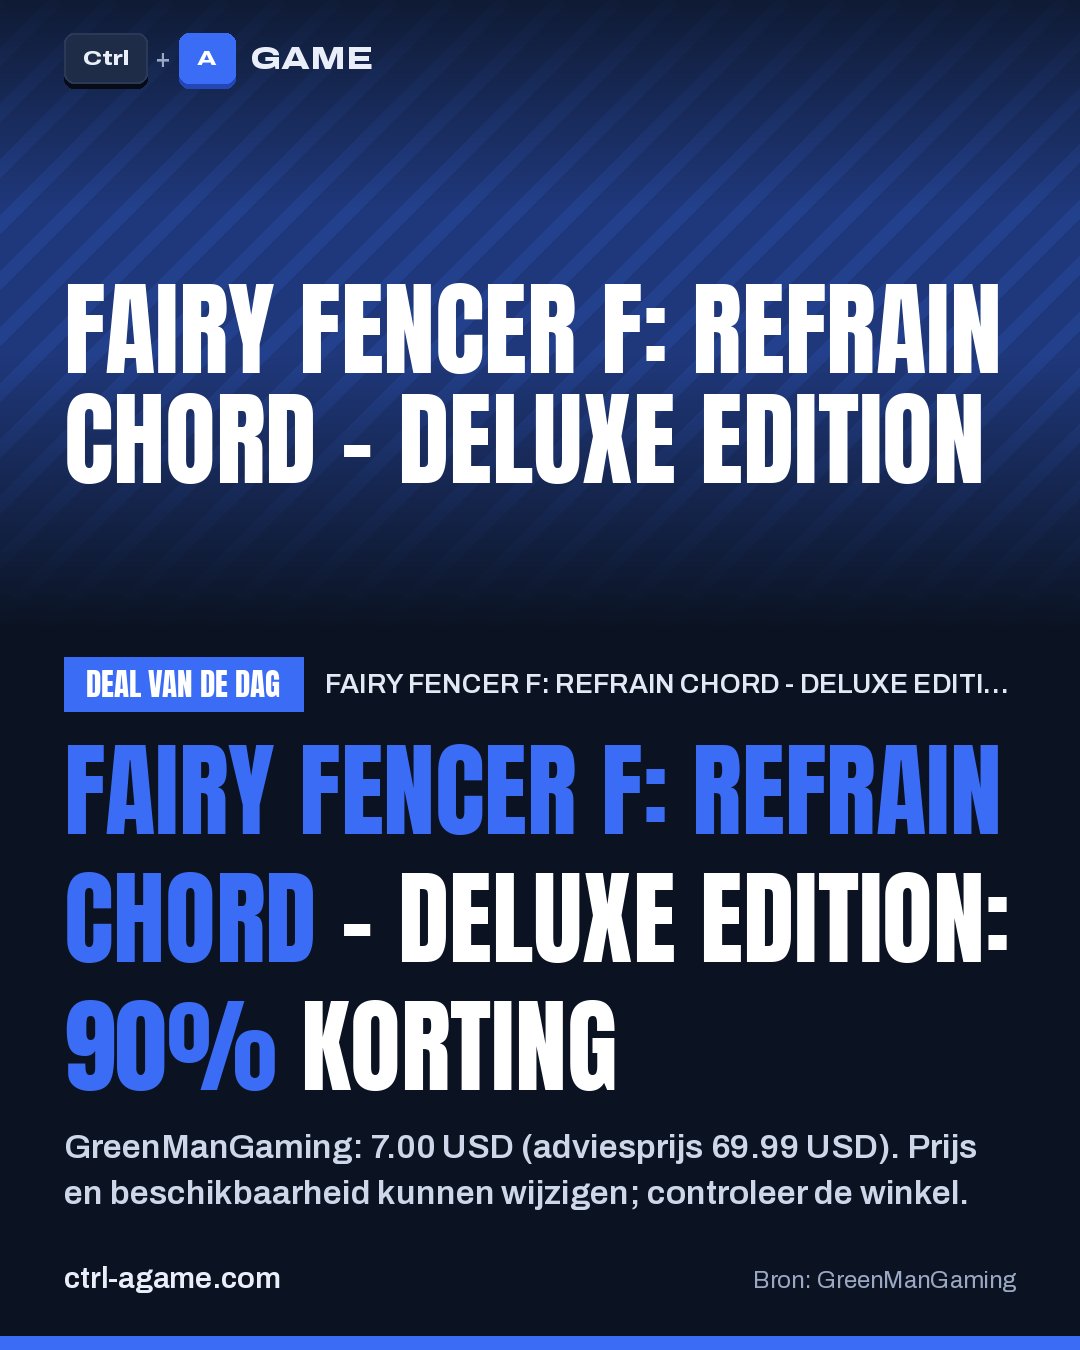 Ctrl + A GAME
FAIRY FENCER F: REFRAIN
CHORD - DELUXE EDITION
DEAL VAN DE DAG FAIRY FENCER F: REFRAIN CHORD - DELUXE EDITI...
FAIRY FENCER F: REFRAIN
CHORD - DELUXE EDITION:
90% KORTING
GreenManGaming: 7.00 USD (adviesprijs 69.99 USD). Prijs
en beschikbaarheid kunnen wijzigen; controleer de winkel.
ctrl-agame.com Bron: GreenManGaming